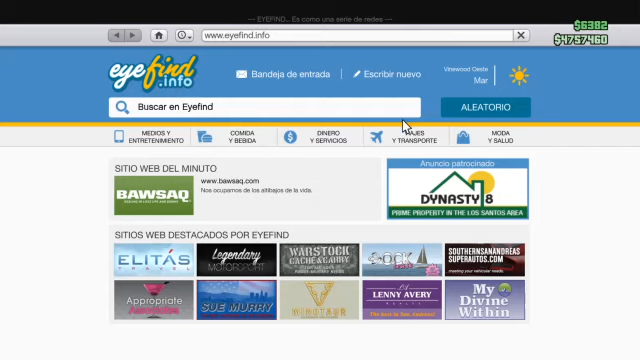 — EYEFIND... Es como una serie de redes —
$6382
$4757460
www.eyefind.info
eyefind
.info
Bandeja de entrada
Escribir nuevo
Vinewood Oeste
Mar
Buscar en Eyefind
ALEATORIO
MEDIOS Y
ENTRETENIMIENTO
COMIDA
Y BEBIDA
DINERO
Y SERVICIOS
VIAJES
Y TRANSPORTE
MODA
Y SALUD
SITIO WEB DEL MINUTO
BAWSAQ
www.bawsaq.com
Nos ocupamos de los altibajos de la vida.
Anuncio patrocinado
DYNASTY 8
PRIME PROPERTY IN THE LOS SANTOS AREA
SITIOS WEB DESTACADOS POR EYEFIND
ELITÁS
TRAVEL
Legendary
MOTORSPORT
WARSTOCK
CACHE & CARRY
DOCK
SOUTHERNSANANDREAS
SUPERAUTOS.COM
Appropriate
Associates
SUE MURRY
MINOTAUR
LENNY AVERY
REALTY
My
Divine
Within